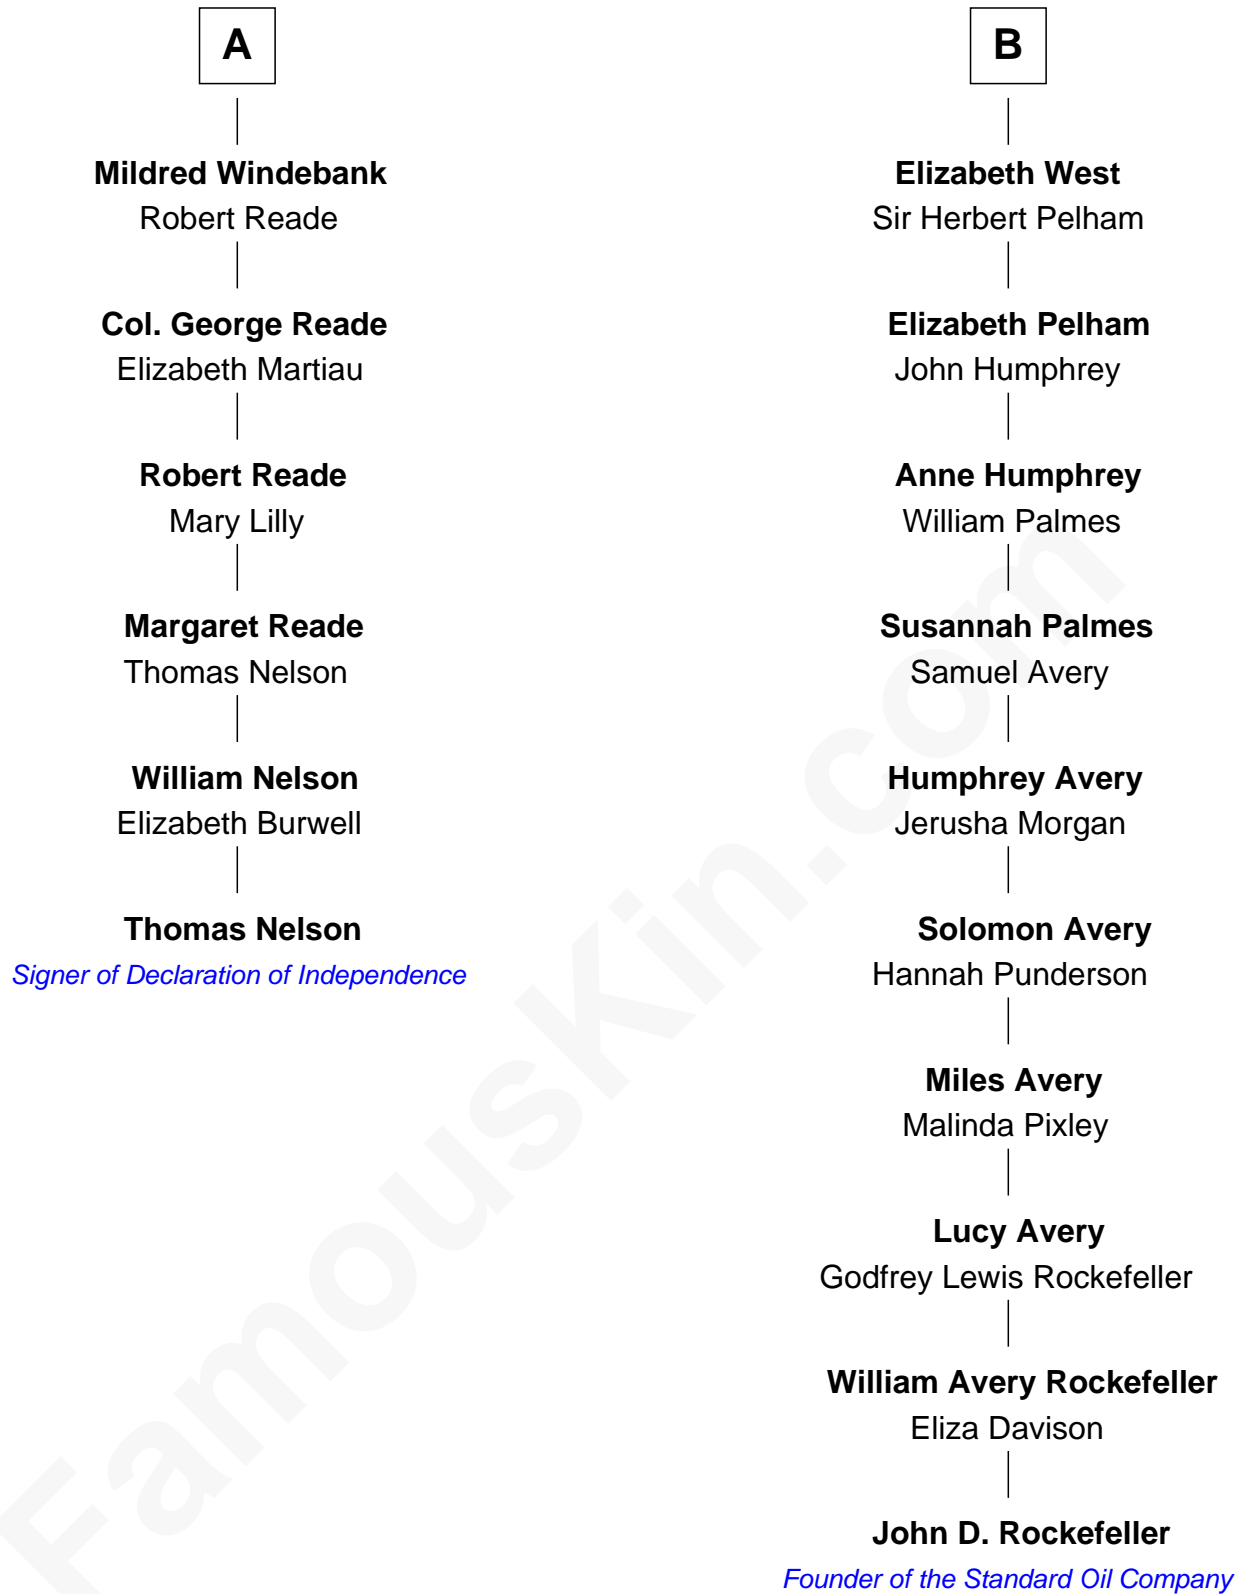 A
Mildred Windebank
Robert Reade
Col. George Reade
Elizabeth Martiau
Robert Reade
Mary Lilly
Margaret Reade
Thomas Nelson
William Nelson
Elizabeth Burwell
Thomas Nelson
Signer of Declaration of Independence
B
Elizabeth West
Sir Herbert Pelham
Elizabeth Pelham
John Humphrey
Anne Humphrey
William Palmes
Susannah Palmes
Samuel Avery
Humphrey Avery
Jerusha Morgan
Solomon Avery
Hannah Punderson
Miles Avery
Malinda Pixley
Lucy Avery
Godfrey Lewis Rockefeller
William Avery Rockefeller
Eliza Davison
John D. Rockefeller
Founder of the Standard Oil Company
FamousKin.com